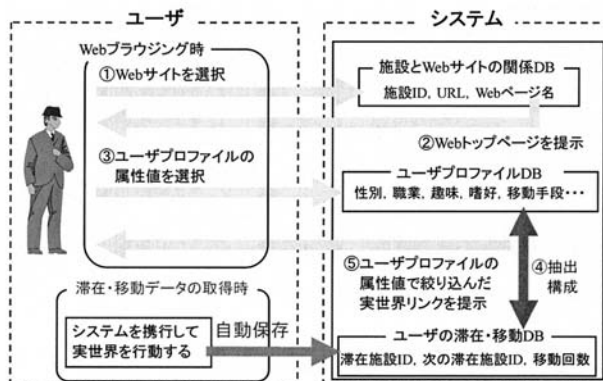 ユーザ
システム
Webブラウジング時
①Webサイトを選択
施設とWebサイトの関係DB
施設ID, URL, Webページ名
②Webトップページを提示
③ユーザプロファイルの
属性値を選択
ユーザプロファイルDB
性別, 職業, 趣味, 嗜好, 移動手段・・・
⑤ユーザプロファイルの
属性値で絞り込んだ
実世界リンクを提示
④抽出
構成
滞在・移動データの取得時
システムを携行して
実世界を行動する
自動保存
ユーザの滞在・移動DB
滞在施設ID, 次の滞在施設ID, 移動回数